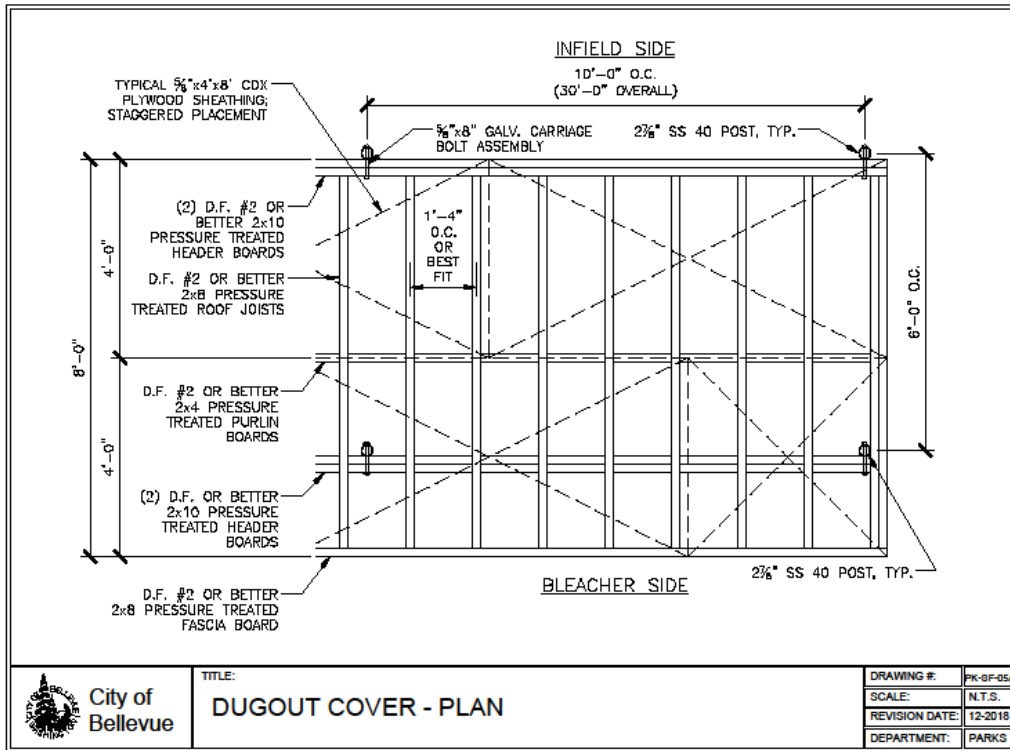 INFIELD SIDE
10'-0" O.C.
(30'-0" OVERALL)
TYPICAL ⅝"x4'x8' CDX
PLYWOOD SHEATHING;
STAGGERED PLACEMENT
⅝"x8" GALV. CARRIAGE
BOLT ASSEMBLY
2⅞" SS 40 POST, TYP.
(2) D.F. #2 OR
BETTER 2x10
PRESSURE TREATED
HEADER BOARDS
1'-4"
O.C.
OR
BEST
FIT
4'-0"
D.F. #2 OR BETTER
2x8 PRESSURE
TREATED ROOF JOISTS
6'-0" O.C.
8'-0"
D.F. #2 OR BETTER
2x4 PRESSURE
TREATED PURLIN
BOARDS
4'-0"
(2) D.F. OR BETTER
2x10 PRESSURE
TREATED HEADER
BOARDS
2⅞" SS 40 POST, TYP.
BLEACHER SIDE
D.F. #2 OR BETTER
2x8 PRESSURE TREATED
FASCIA BOARD
City of
Bellevue
TITLE:
DUGOUT COVER - PLAN
DRAWING #:
SCALE: N.T.S.
REVISION DATE: 12-2018
DEPARTMENT: PARKS